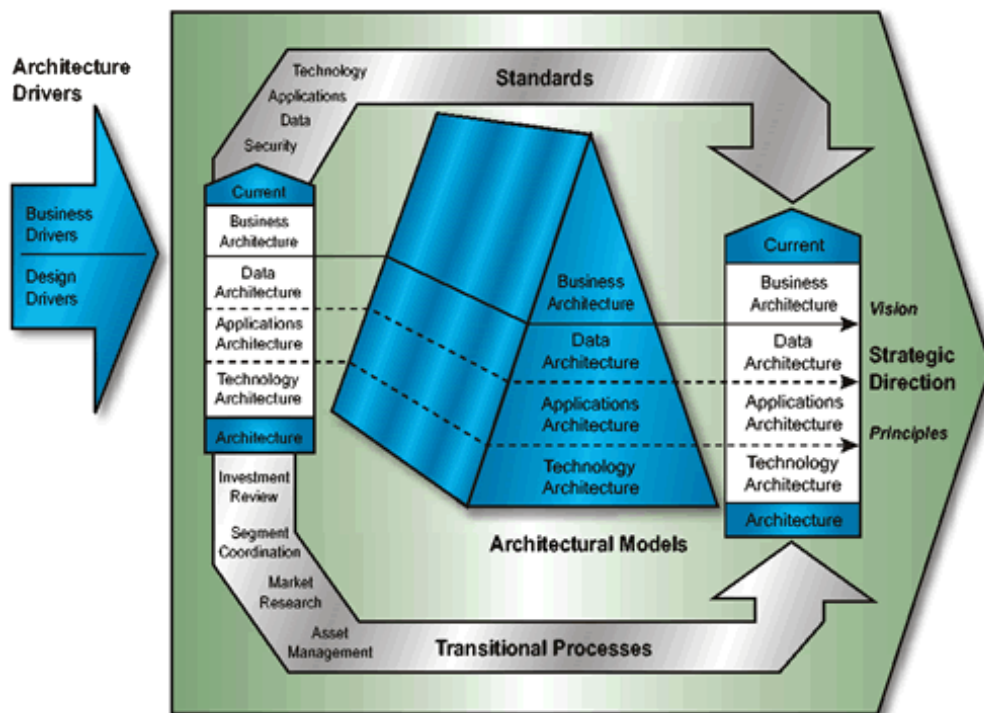 Architecture
Drivers
Business
Drivers
Design
Drivers
Technology
Applications
Data
Security
Standards
Current
Business
Architecture
Data
Architecture
Applications
Architecture
Technology
Architecture
Architecture
Investment
Review
Segment
Coordination
Market
Research
Asset
Management
Transitional Processes
Business
Architecture
Data
Architecture
Applications
Architecture
Technology
Architecture
Architectural Models
Current
Business
Architecture
Data
Architecture
Applications
Architecture
Technology
Architecture
Architecture
Vision
Strategic
Direction
Principles